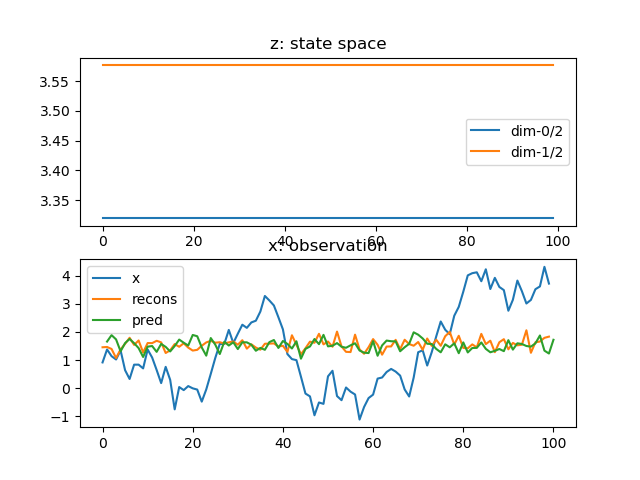 z: state space
3.55
3.50
3.45
3.40
3.35
dim-0/2
dim-1/2
0 20 40 60 80 100
x: observation
4
3
2
1
0
−1
x
recons
pred
0 20 40 60 80 100